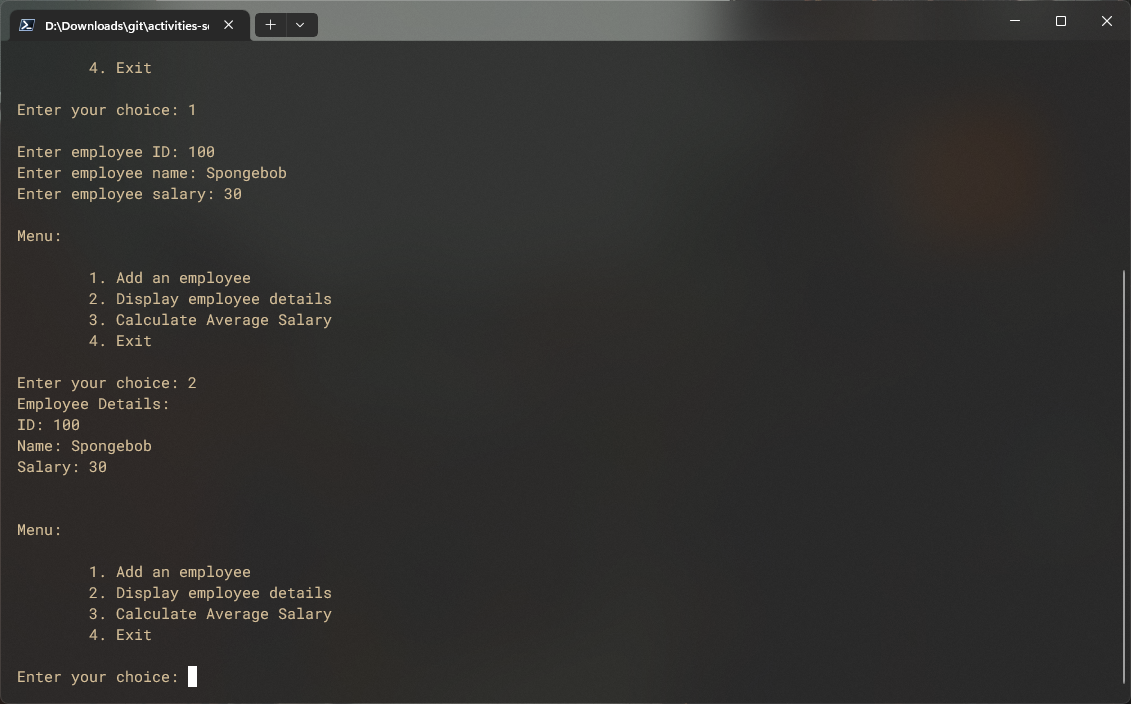 D:\Downloads\git\activities-se
4. Exit
Enter your choice: 1
Enter employee ID: 100
Enter employee name: Spongebob
Enter employee salary: 30
Menu:
1. Add an employee
2. Display employee details
3. Calculate Average Salary
4. Exit
Enter your choice: 2
Employee Details:
ID: 100
Name: Spongebob
Salary: 30
Menu:
1. Add an employee
2. Display employee details
3. Calculate Average Salary
4. Exit
Enter your choice: